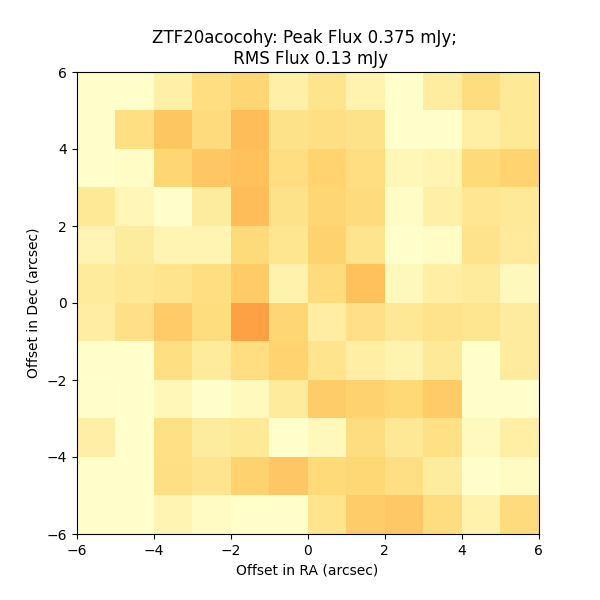 ZTF20acocohy: Peak Flux 0.375 mJy;
RMS Flux 0.13 mJy
6
4
2
0
−2
−4
−6
Offset in Dec (arcsec)
−6 −4 −2 0 2 4 6
Offset in RA (arcsec)